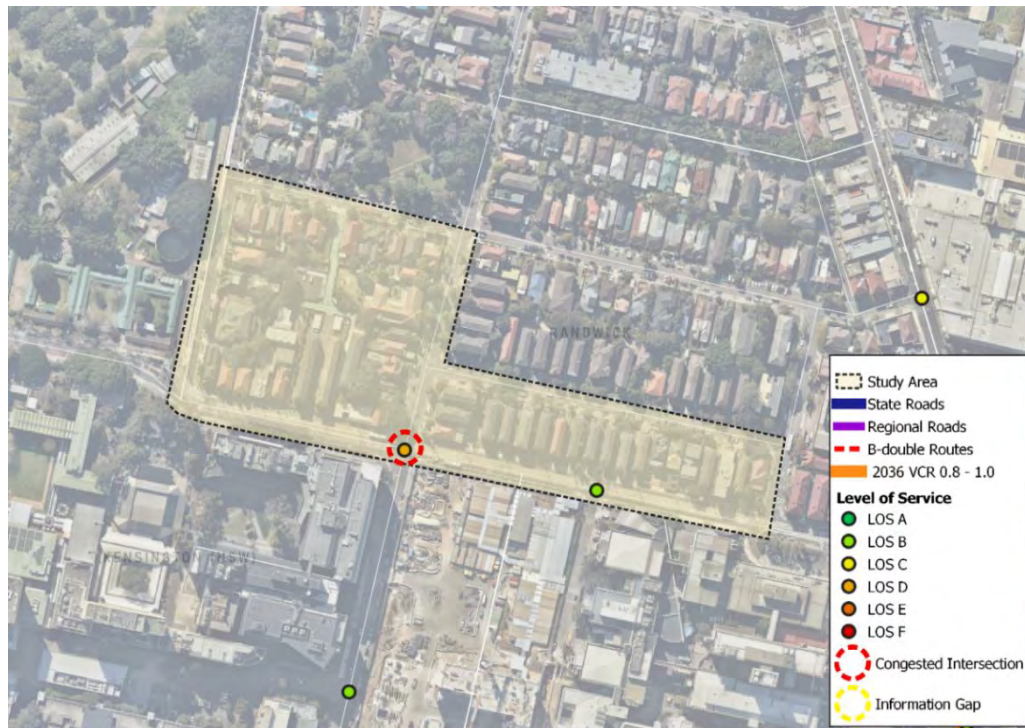 RANDWICK
KENSINGTON (NSW)
Study Area
State Roads
Regional Roads
B-double Routes
2036 VCR 0.8 - 1.0
Level of Service
LOS A
LOS B
LOS C
LOS D
LOS E
LOS F
Congested Intersection
Information Gap